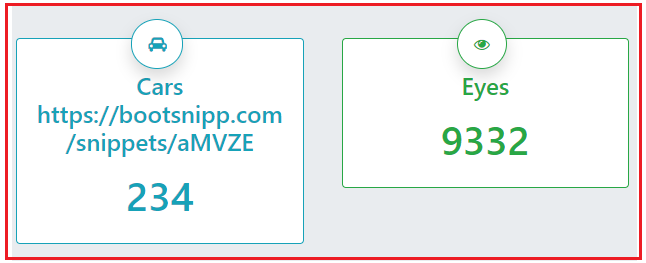 Cars
https://bootsnipp.com
/snippets/aMVZE
234
Eyes
9332